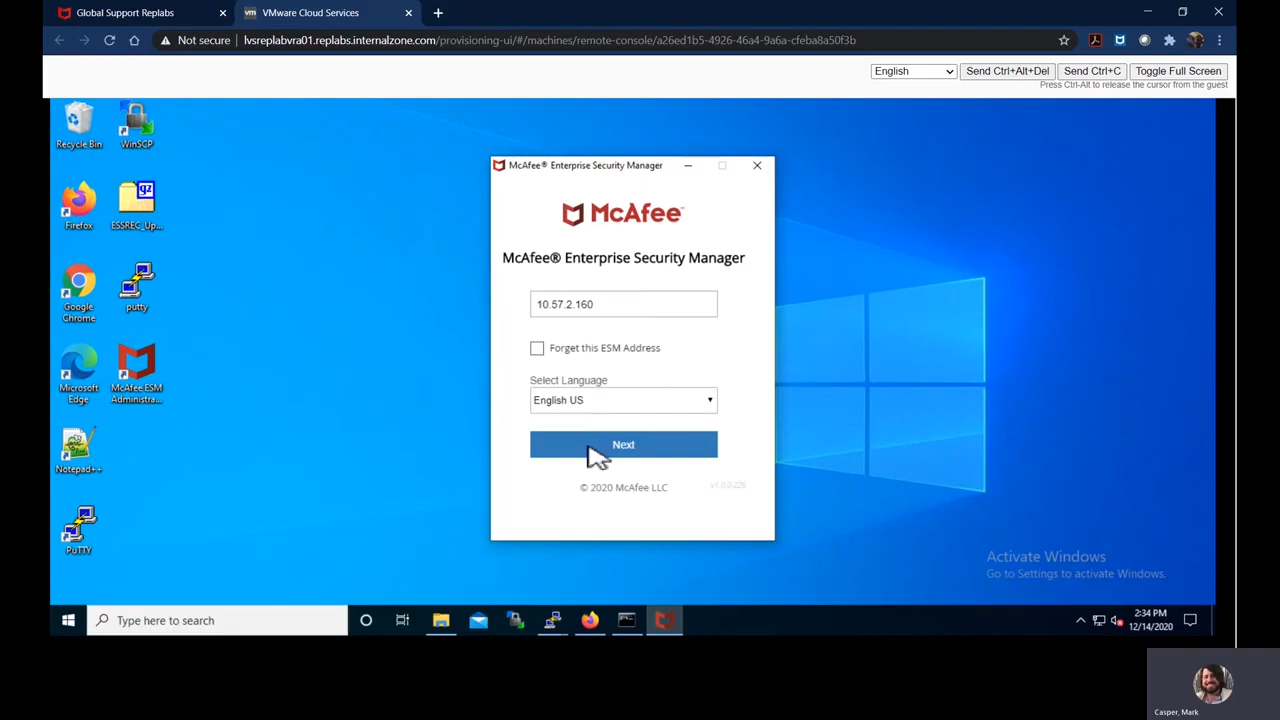 Global Support Replabs
VMware Cloud Services
Not secure
lvsreplabvra01.replabs.internalzone.com/provisioning-ui/#/machines/remote-console/a26ed1b5-4926-46a4-9a6a-cfeba8a50f3b
English
Send Ctrl+Alt+Del
Send Ctrl+C
Toggle Full Screen
Press Ctrl-Alt to release the cursor from the guest
Recycle Bin
WinSCP
Firefox
gz
ESSREC_Up...
Google
Chrome
putty
Microsoft
Edge
McAfee ESM
Administra...
Notepad++
PuTTY
McAfee® Enterprise Security Manager
McAfee™
McAfee® Enterprise Security Manager
10.57.2.160
Forget this ESM Address
Select Language
English US
Next
© 2020 McAfee LLC
Activate Windows
Go to Settings to activate Windows.
Type here to search
2:34 PM
12/14/2020
Casper, Mark